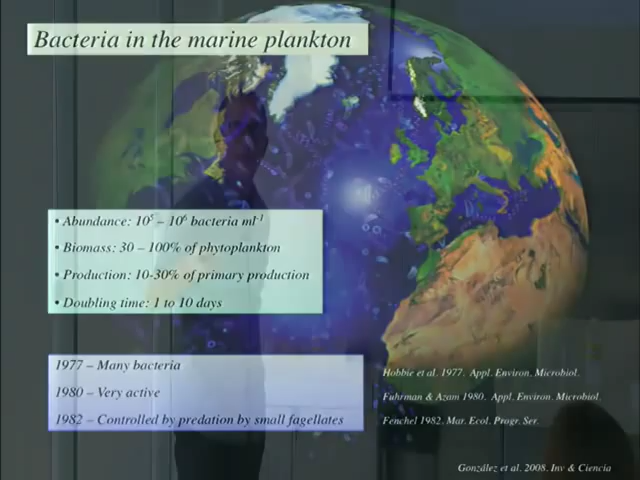 Bacteria in the marine plankton
• Abundance: 10⁵ – 10⁶ bacteria ml⁻¹
• Biomass: 30 – 100% of phytoplankton
• Production: 10-30% of primary production
• Doubling time: 1 to 10 days
1977 – Many bacteria
1980 – Very active
1982 – Controlled by predation by small fagellates
Hobbie et al. 1977. Appl. Environ. Microbiol.
Fuhrman & Azam 1980. Appl. Environ. Microbiol.
Fenchel 1982. Mar. Ecol. Progr. Ser.
González et al. 2008. Inv & Ciencia